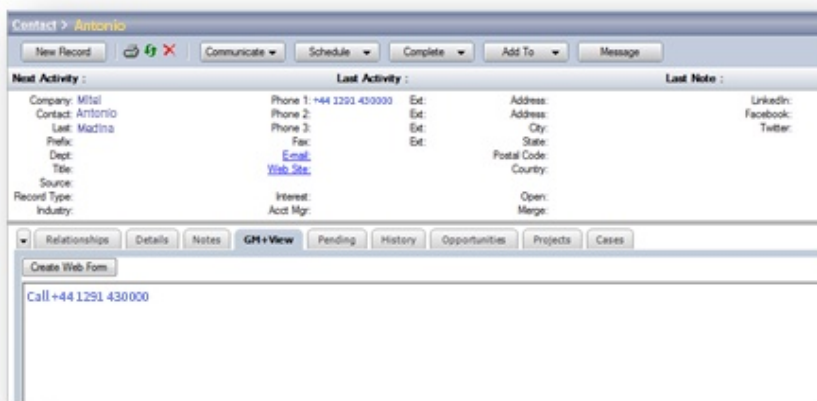 Contact > Antonio
New Record Communicate Schedule Complete Add To Message
Next Activity : Last Activity : Last Note :
Company: Mitel Phone 1: +44 1291 430000 Ext: Address: LinkedIn:
Contact: Antonio Phone 2: Ext: Address: Facebook:
Last: Madina Phone 3: Ext: City: Twitter:
Prefix: Fax: Ext: State:
Dept: E-mail: Postal Code:
Title: Web Site: Country:
Source:
Record Type: Interest: Open:
Industry: Acct Mgr: Merge:
Relationships Details Notes GM+View Pending History Opportunities Projects Cases
Create Web Form
Call +44 1291 430000